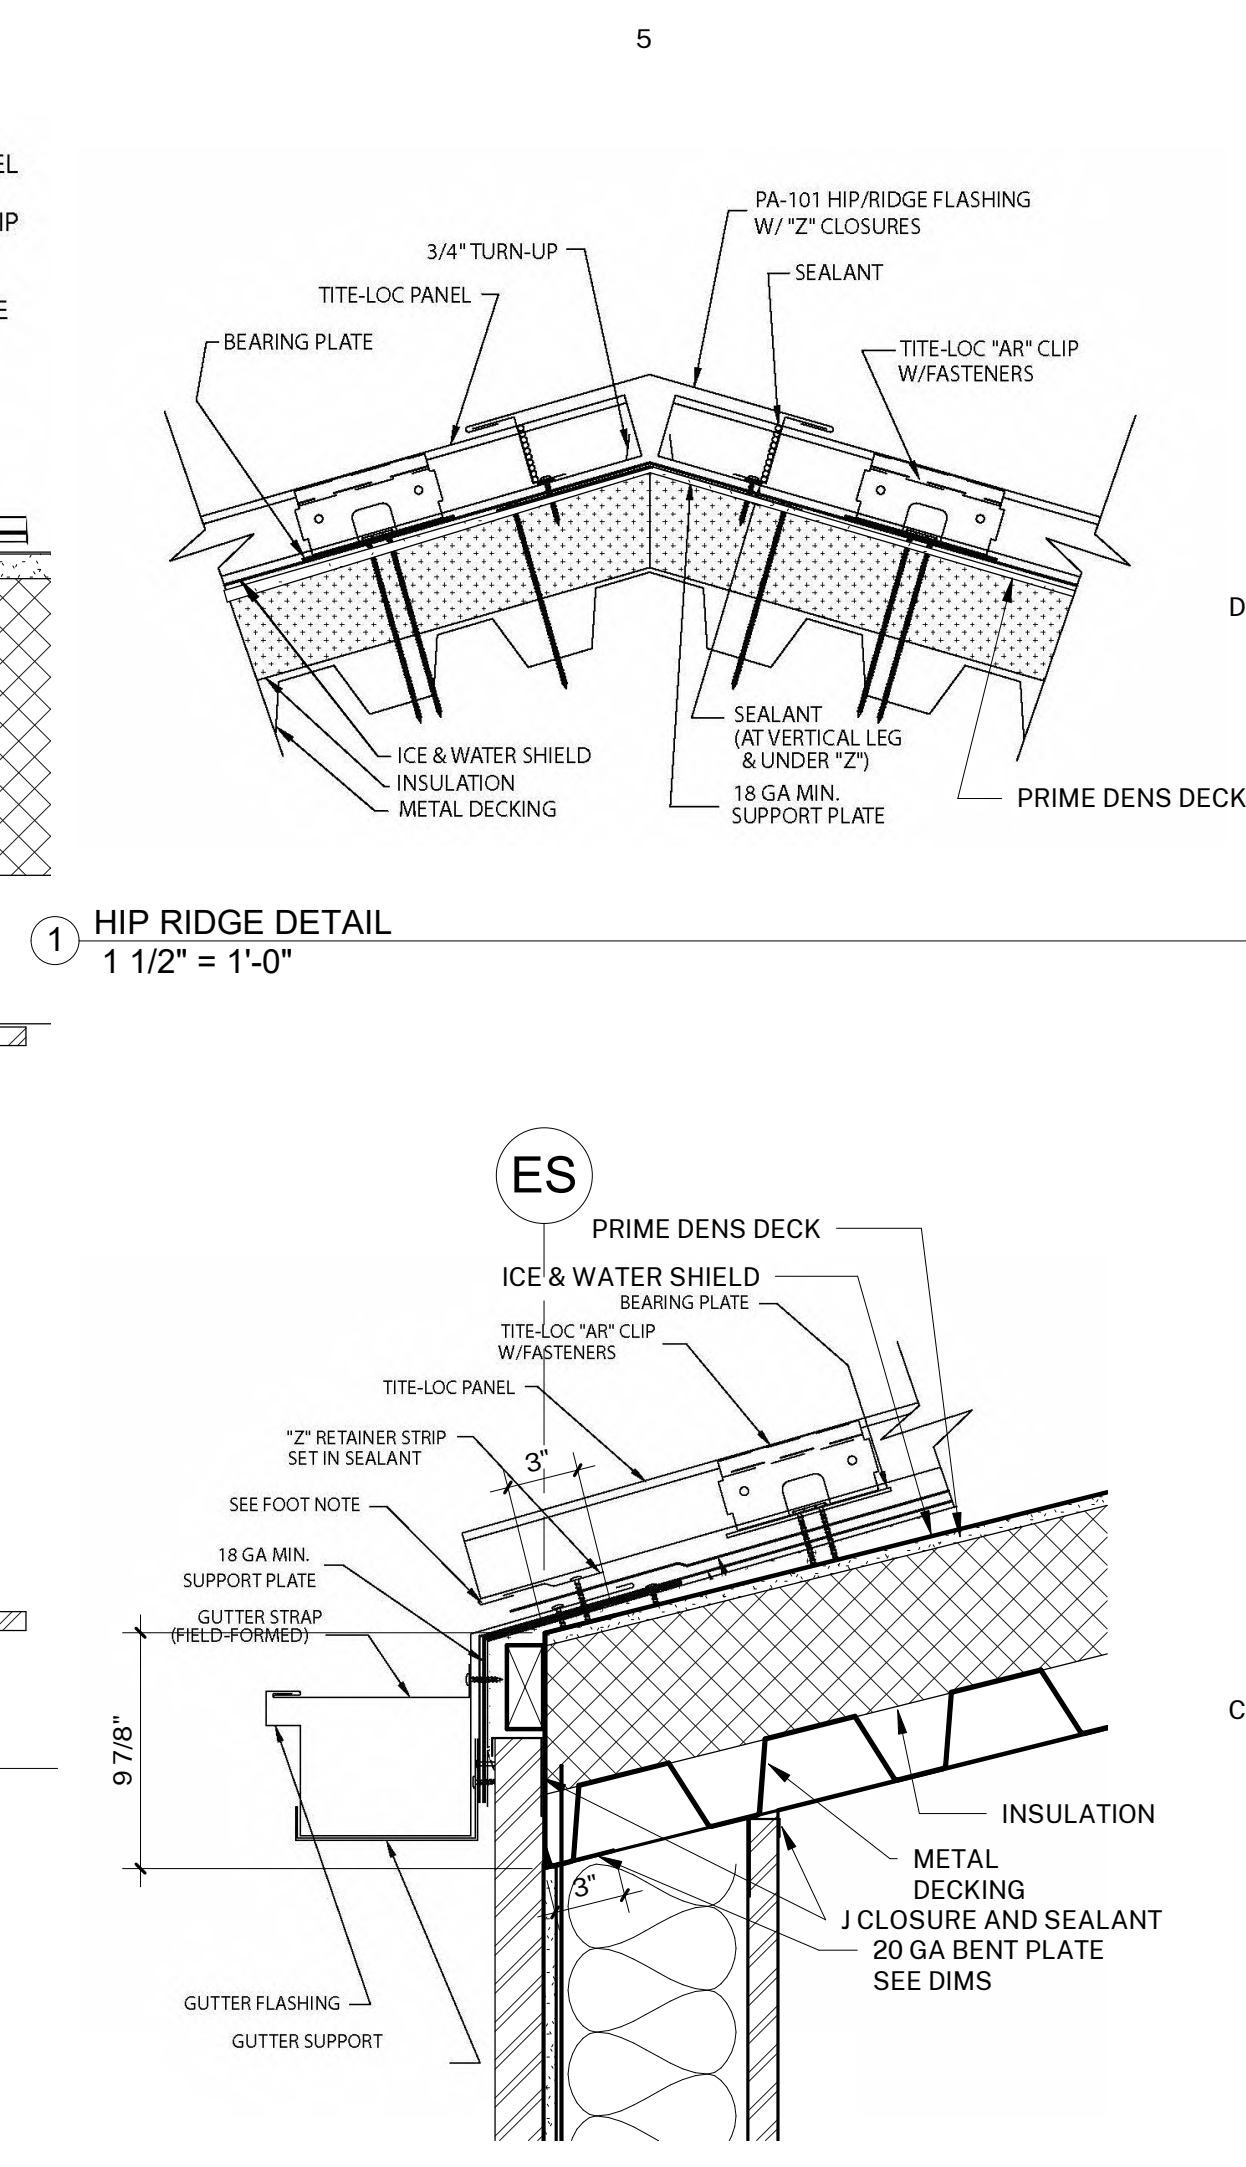 5
EL
IP
E
PA-101 HIP/RIDGE FLASHING
W/ "Z" CLOSURES
3/4" TURN-UP
SEALANT
TITE-LOC PANEL
BEARING PLATE
TITE-LOC "AR" CLIP
W/FASTENERS
D
SEALANT
(AT VERTICAL LEG
& UNDER "Z")
ICE & WATER SHIELD
INSULATION
METAL DECKING
18 GA MIN.
SUPPORT PLATE
PRIME DENS DECK
1
HIP RIDGE DETAIL
1 1/2" = 1'-0"
ES
PRIME DENS DECK
ICE & WATER SHIELD
BEARING PLATE
TITE-LOC "AR" CLIP
W/FASTENERS
TITE-LOC PANEL
"Z" RETAINER STRIP
SET IN SEALANT
3"
SEE FOOT NOTE
18 GA MIN.
SUPPORT PLATE
GUTTER STRAP
(FIELD-FORMED)
9 7/8"
C
INSULATION
METAL
DECKING
3"
J CLOSURE AND SEALANT
20 GA BENT PLATE
SEE DIMS
GUTTER FLASHING
GUTTER SUPPORT